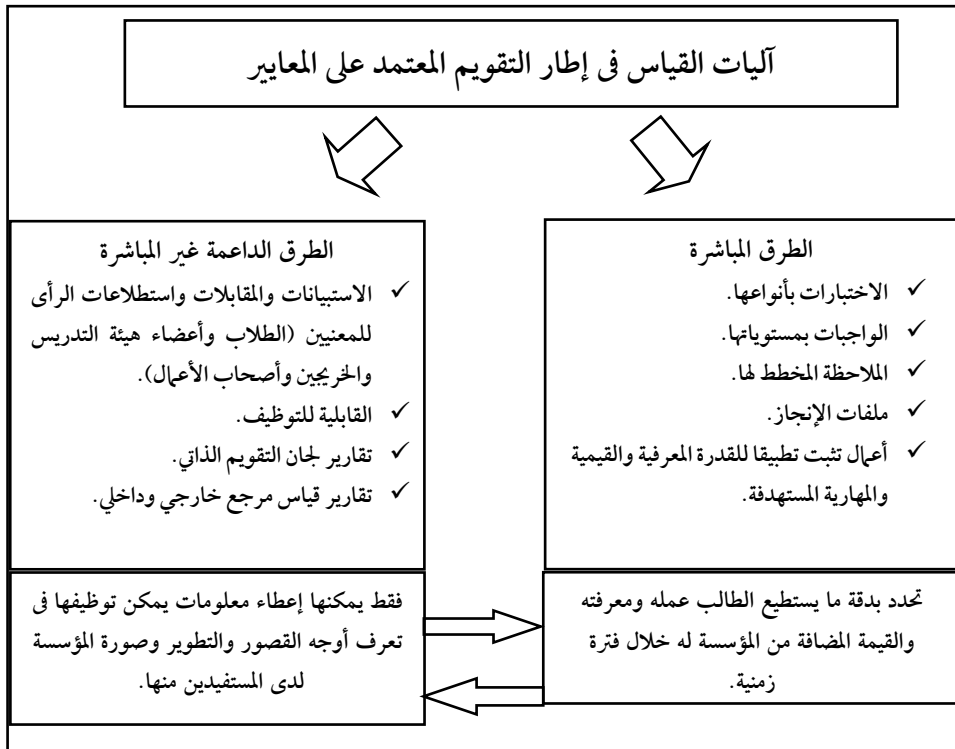 آليات القياس فى إطار التقويم المعتمد على المعايير
الطرق المباشرة
✓ الاختبارات بأنواعها.
✓ الواجبات بمستوياتها.
✓ الملاحظة المخطط لها.
✓ ملفات الإنجاز.
✓ أعمال تثبت تطبيقا للقدرة المعرفية والقيمية
والمهارية المستهدفة.
تحدد بدقة ما يستطيع الطالب عمله ومعرفته
والقيمة المضافة من المؤسسة له خلال فترة
زمنية.
الطرق الداعمة غير المباشرة
✓ الاستبيانات والمقابلات واستطلاعات الرأى
للمعنيين (الطلاب وأعضاء هيئة التدريس
والخريجين وأصحاب الأعمال).
✓ القابلية للتوظيف.
✓ تقارير لجان التقويم الذاتي.
✓ تقارير قياس مرجع خارجي وداخلي.
فقط يمكنها إعطاء معلومات يمكن توظيفها فى
تعرف أوجه القصور والتطوير وصورة المؤسسة
لدى المستفيدين منها.